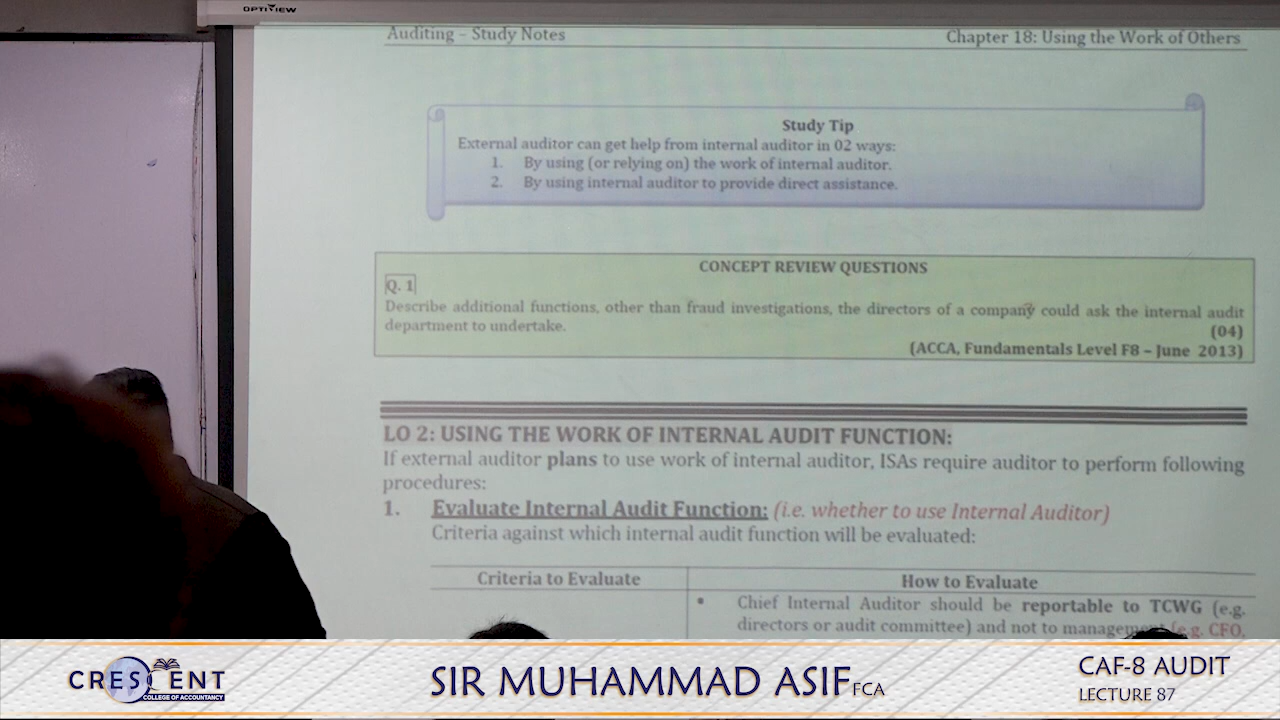 OPTIVIEW
Auditing – Study Notes
Chapter 18: Using the Work of Others
Study Tip
External auditor can get help from internal auditor in 02 ways:
1. By using (or relying on) the work of internal auditor.
2. By using internal auditor to provide direct assistance.
CONCEPT REVIEW QUESTIONS
Q. 1
Describe additional functions, other than fraud investigations, the directors of a company could ask the internal audit
department to undertake.
(04)
(ACCA, Fundamentals Level F8 – June 2013)
LO 2: USING THE WORK OF INTERNAL AUDIT FUNCTION:
If external auditor plans to use work of internal auditor, ISAs require auditor to perform following
procedures:
1. Evaluate Internal Audit Function: (i.e. whether to use Internal Auditor)
Criteria against which internal audit function will be evaluated:
Criteria to Evaluate
How to Evaluate
• Chief Internal Auditor should be reportable to TCWG (e.g.
directors or audit committee) and not to management (e.g. CFO,
CRESCENT
COLLEGE OF ACCOUNTANCY
SIR MUHAMMAD ASIF FCA
CAF-8 AUDIT
LECTURE 87